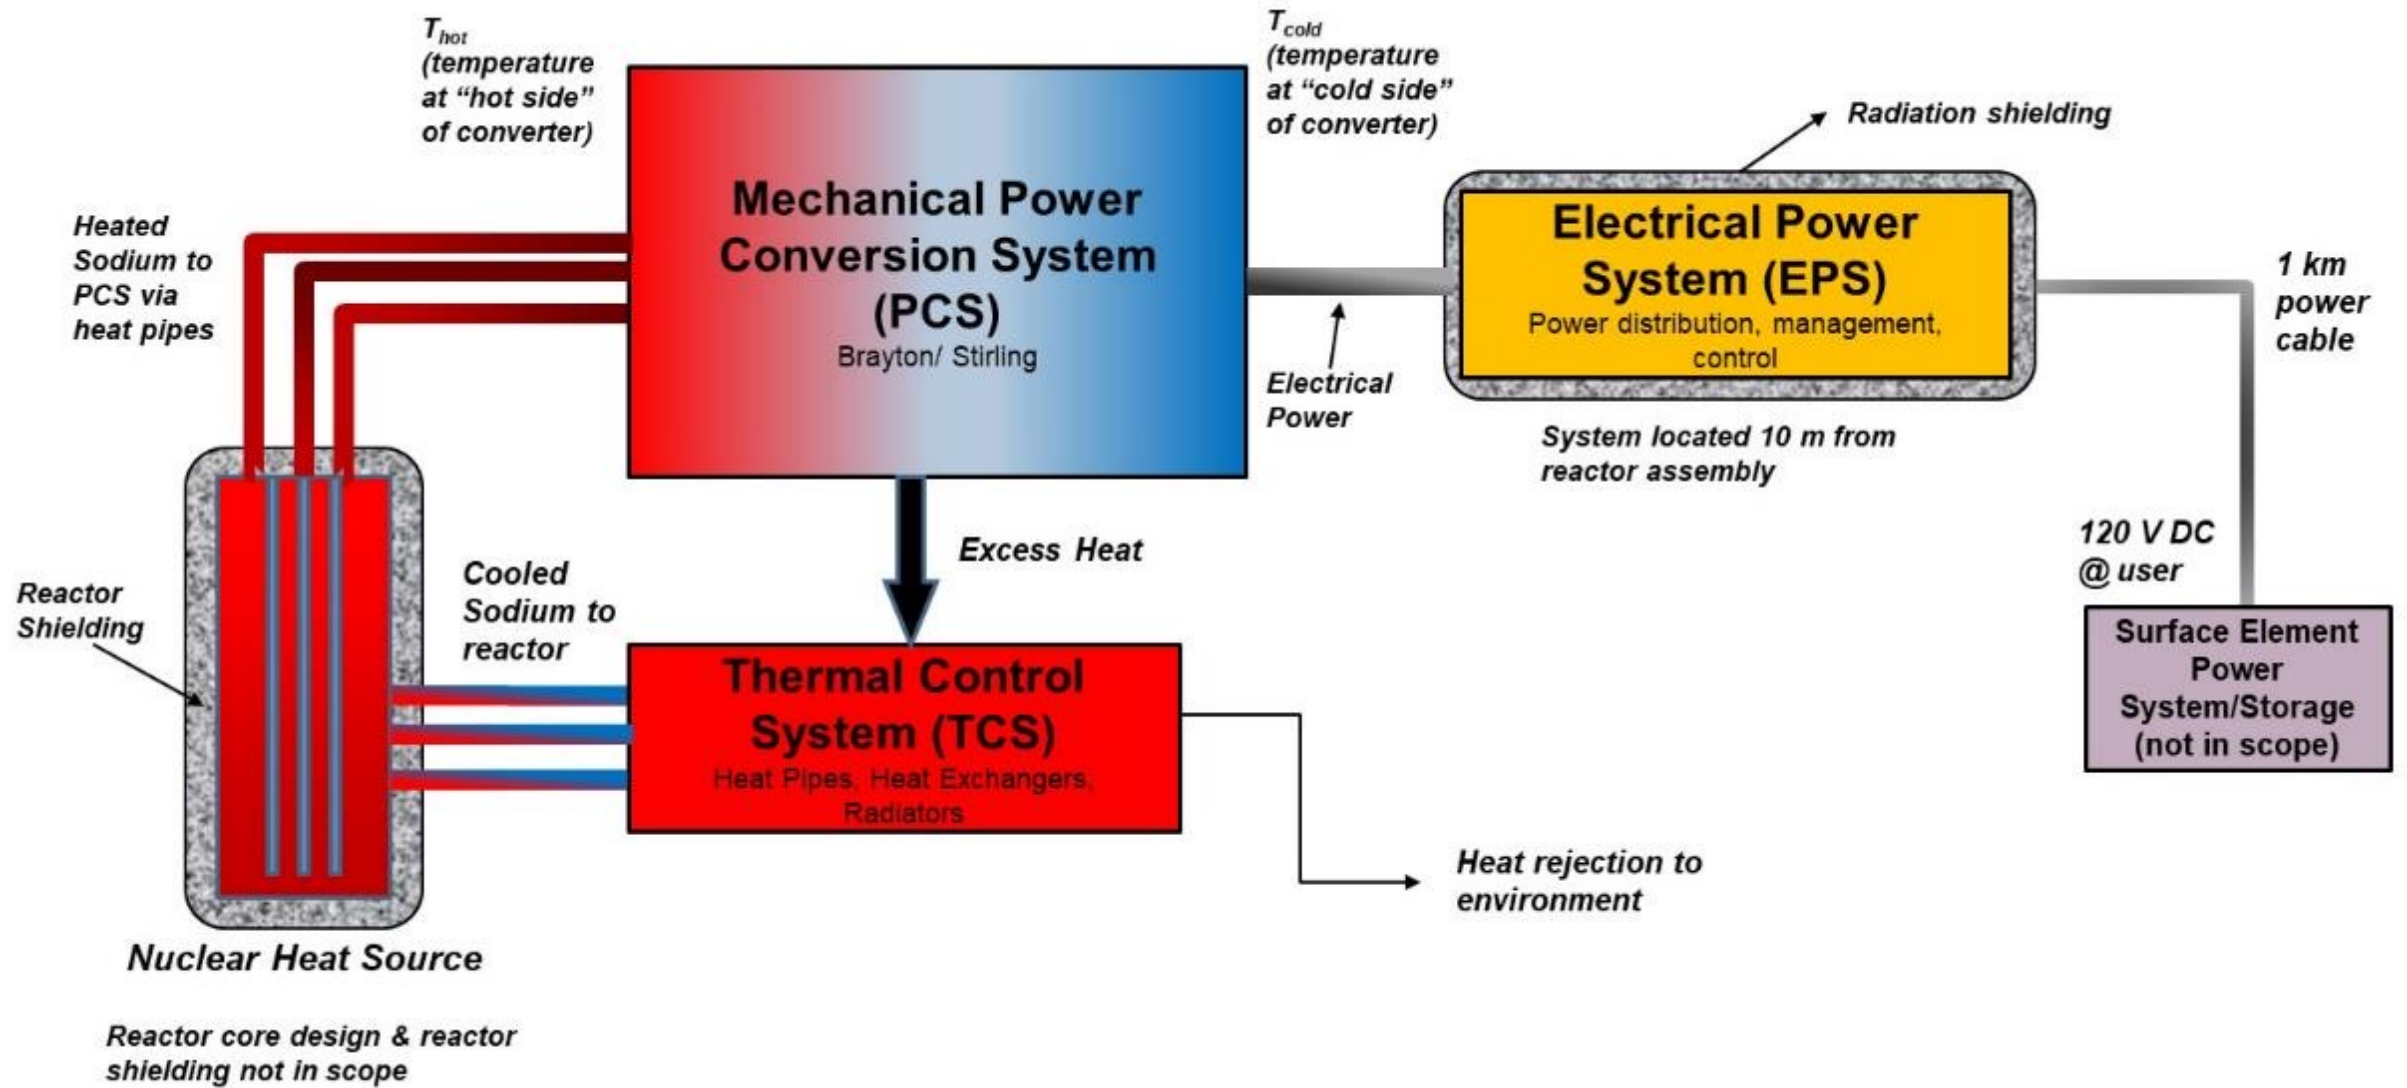 T_hot
(temperature
at “hot side”
of converter)
T_cold
(temperature
at “cold side”
of converter)
Radiation shielding
Heated
Sodium to
PCS via
heat pipes
Mechanical Power
Conversion System
(PCS)
Brayton/ Stirling
Electrical Power
System (EPS)
Power distribution, management,
control
1 km
power
cable
Electrical
Power
System located 10 m from
reactor assembly
Excess Heat
120 V DC
@ user
Reactor
Shielding
Cooled
Sodium to
reactor
Thermal Control
System (TCS)
Heat Pipes, Heat Exchangers,
Radiators
Surface Element
Power
System/Storage
(not in scope)
Heat rejection to
environment
Nuclear Heat Source
Reactor core design & reactor
shielding not in scope